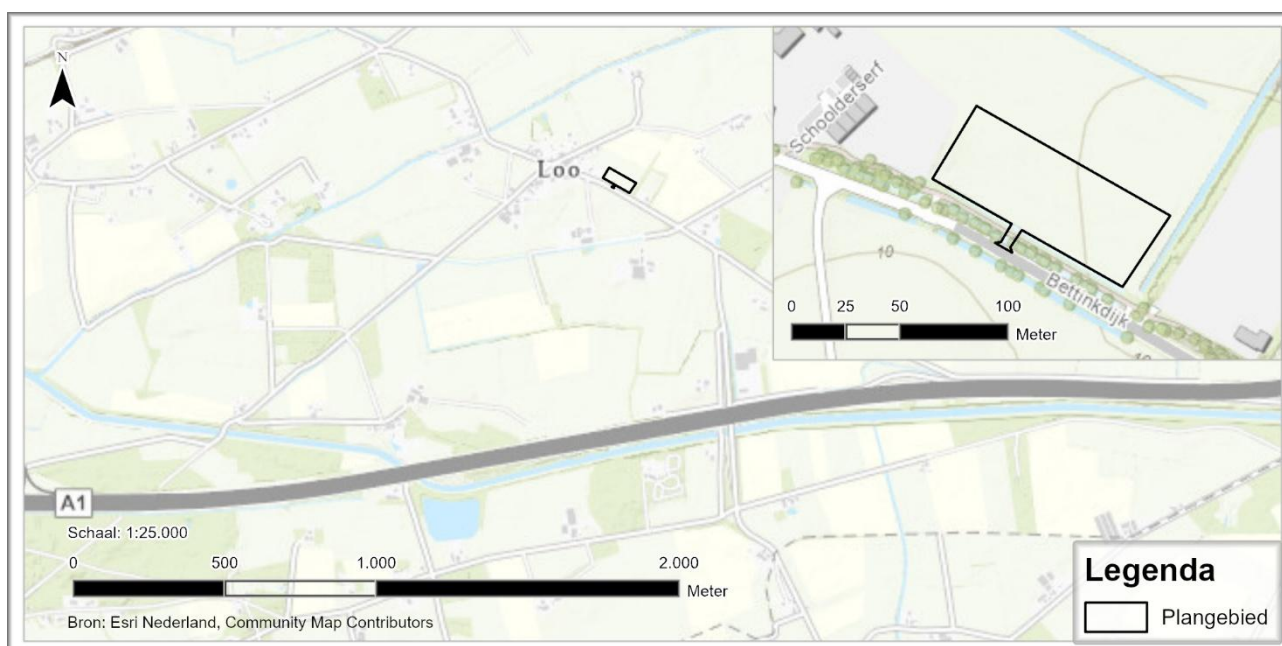 N
Loo
A1
Schaal: 1:25.000
0 500 1.000 2.000
Meter
Bron: Esri Nederland, Community Map Contributors
Schoolderserf
10
Bettinkdijk
10
0 25 50 100
Meter
Legenda
Plangebied